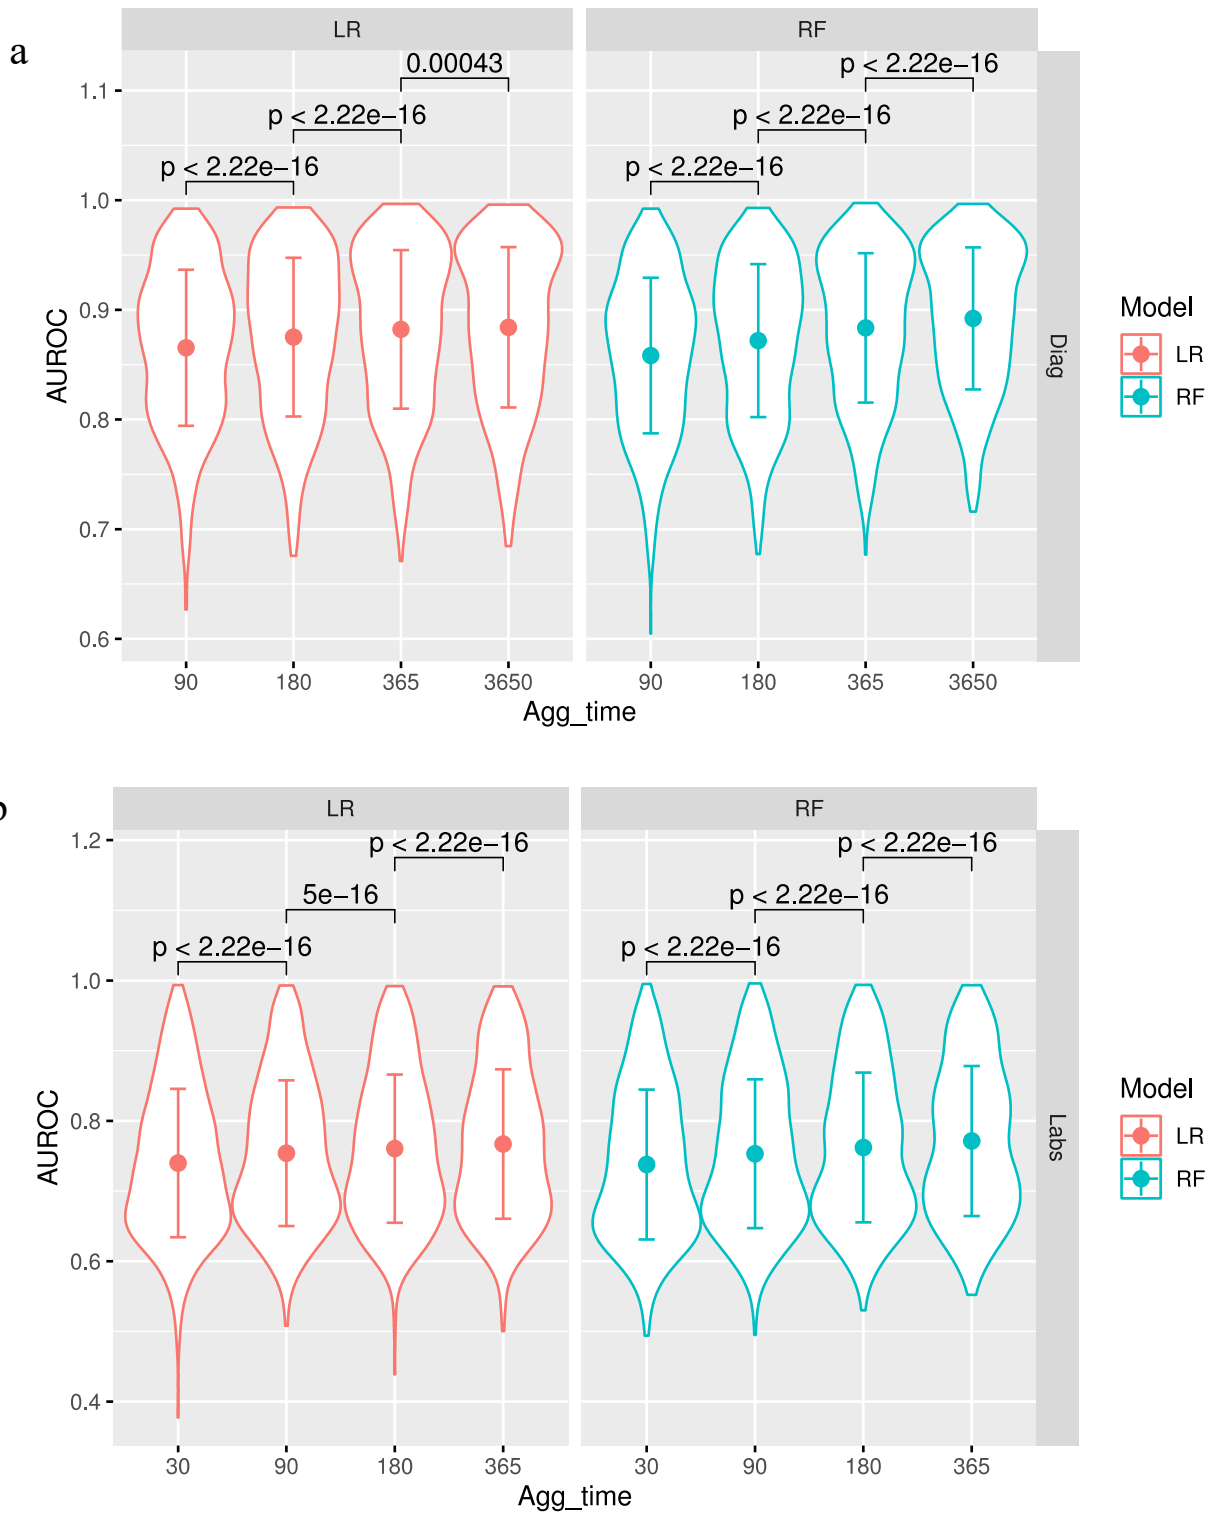 a
LR
RF
0.00043
p < 2.22e−16
p < 2.22e−16
p < 2.22e−16
p < 2.22e−16
p < 2.22e−16
1.1
1.0
0.9
0.8
0.7
0.6
AUROC
Diag
90
180
365
3650
90
180
365
3650
Agg_time
Model
LR
RF
LR
RF
p < 2.22e−16
p < 2.22e−16
5e−16
p < 2.22e−16
p < 2.22e−16
p < 2.22e−16
1.2
1.0
0.8
0.6
0.4
AUROC
Labs
30
90
180
365
30
90
180
365
Agg_time
Model
LR
RF